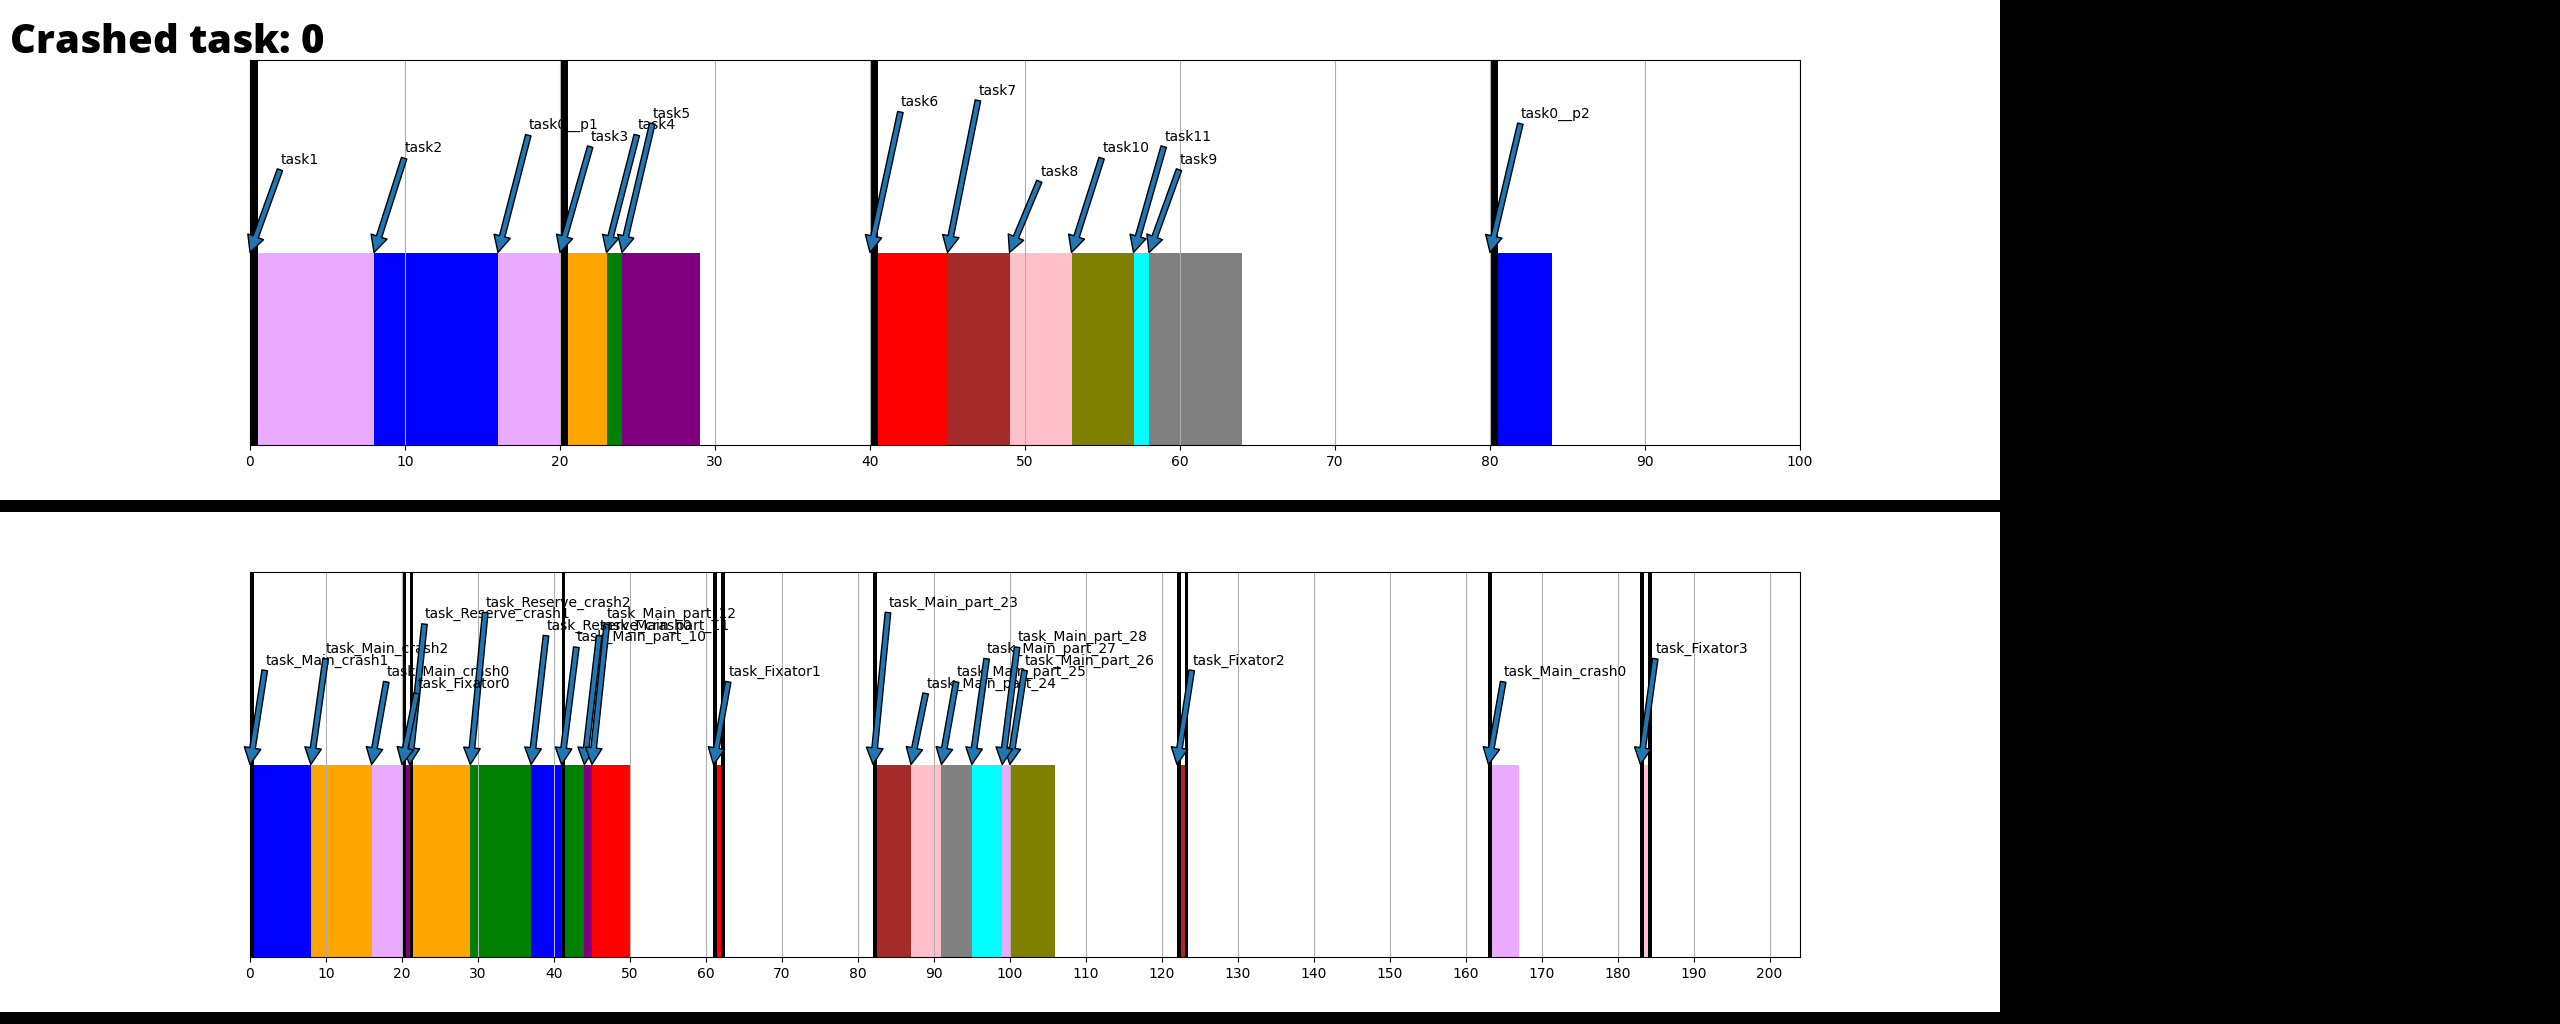 Crashed task: 0
task7
task6
task5
task0__p1
task4
task3
task11
task0__p2
task2
task10
task1
task9
task8
0 10 20 30 40 50 60 70 80 90 100
task_Reserve_crash2
task_Main_part_23
task_Reserve_crash1
task_Main_part_12
task_Reserve_crash0
task_Main_part_11
task_Main_part_10
task_Main_part_28
task_Main_crash2
task_Main_part_27
task_Fixator3
task_Main_crash1
task_Main_part_26
task_Fixator2
task_Main_crash0
task_Fixator1
task_Main_part_25
task_Main_crash0
task_Fixator0
task_Main_part_24
0 10 20 30 40 50 60 70 80 90 100 110 120 130 140 150 160 170 180 190 200